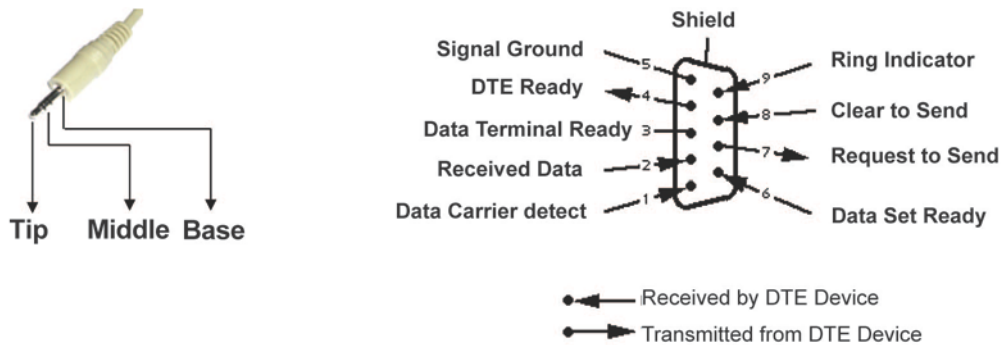 Tip Middle Base
Shield
Signal Ground 5
DTE Ready 4
Data Terminal Ready 3
Received Data 2
Data Carrier detect 1
9 Ring Indicator
8 Clear to Send
7 Request to Send
6 Data Set Ready
Received by DTE Device
Transmitted from DTE Device